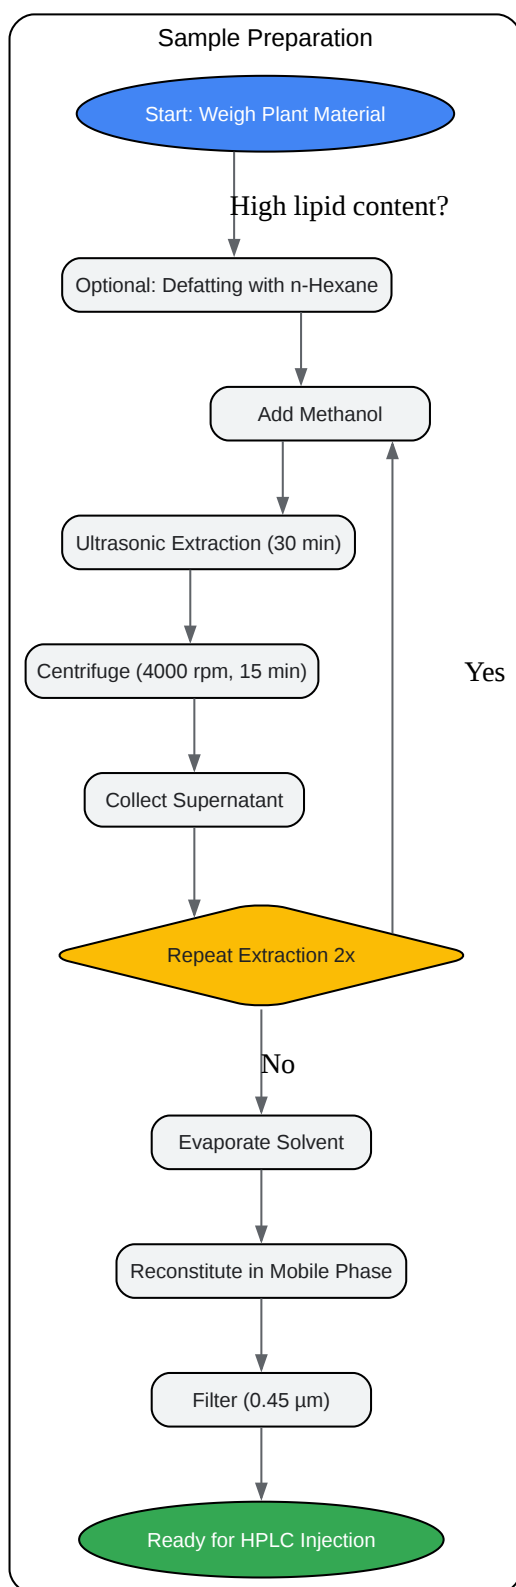 Sample Preparation
Start: Weigh Plant Material
High lipid content?
Optional: Defatting with n-Hexane
Add Methanol
Ultrasonic Extraction (30 min)
Centrifuge (4000 rpm, 15 min)
Yes
Collect Supernatant
Repeat Extraction 2x
No
Evaporate Solvent
Reconstitute in Mobile Phase
Filter (0.45 µm)
Ready for HPLC Injection